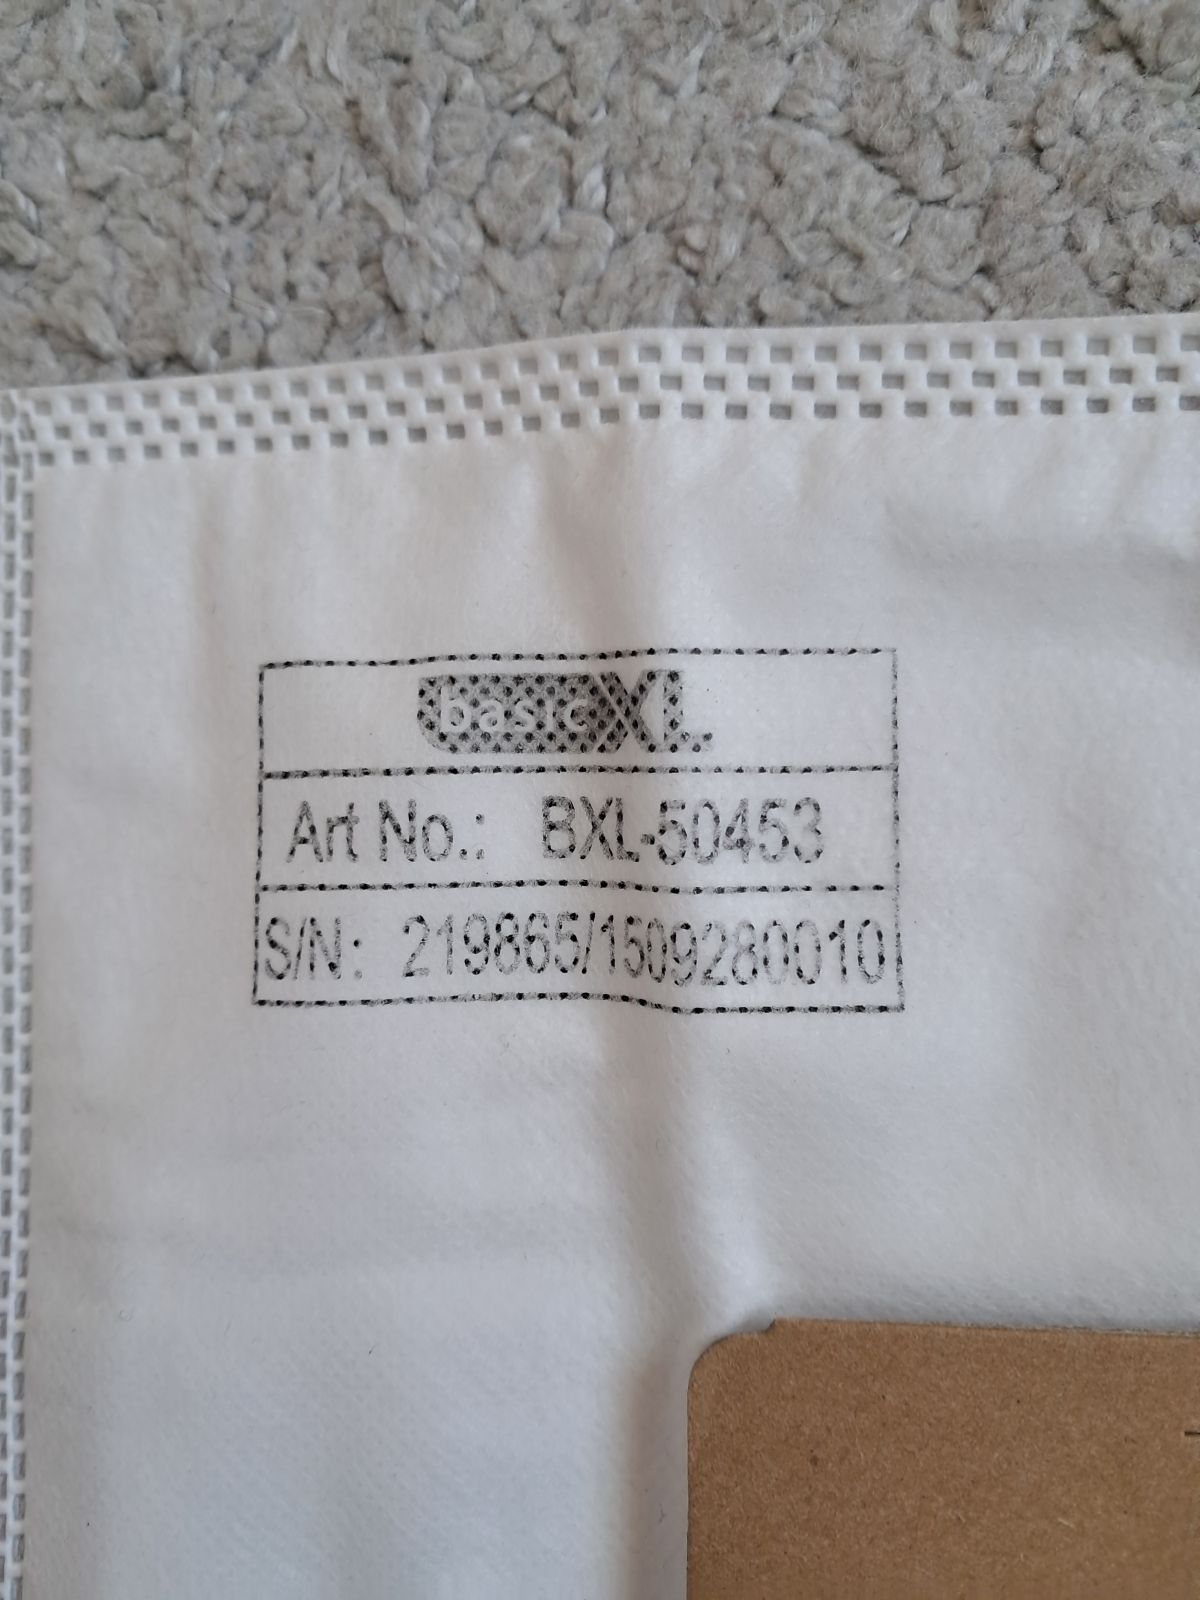 basicXL.
Art No.: BXL-50453
S/N: 219865/1509280010